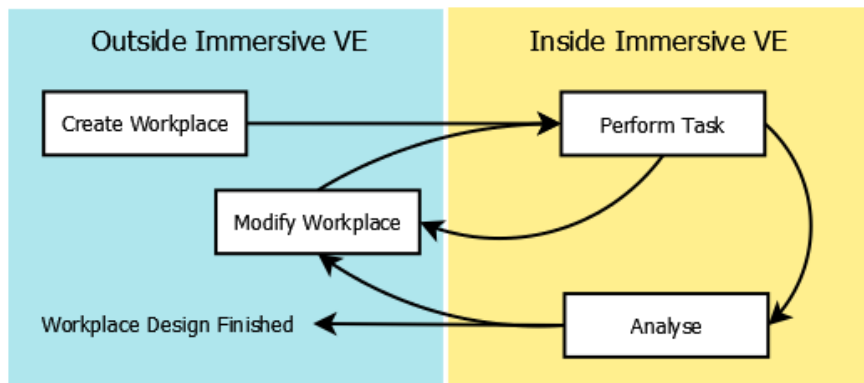 Outside Immersive VE
Inside Immersive VE
Create Workplace
Perform Task
Modify Workplace
Workplace Design Finished
Analyse